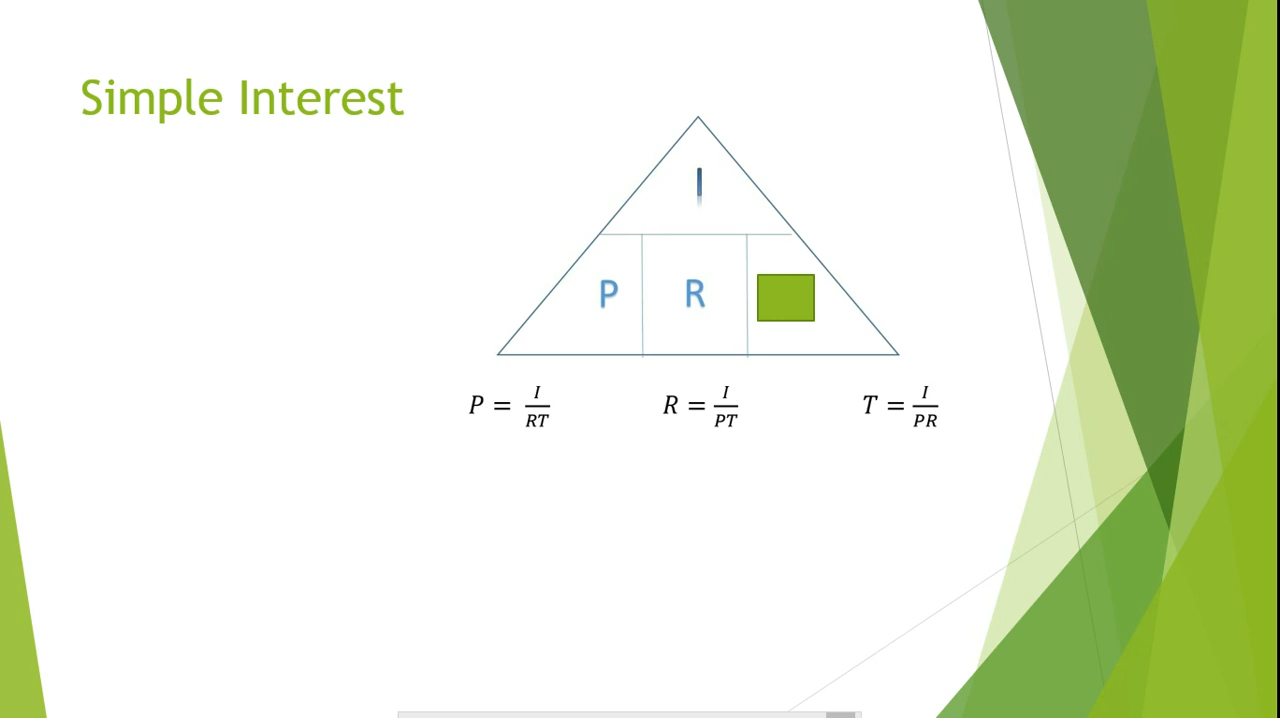 Simple Interest
I
P R
P = I/RT R = I/PT T = I/PR